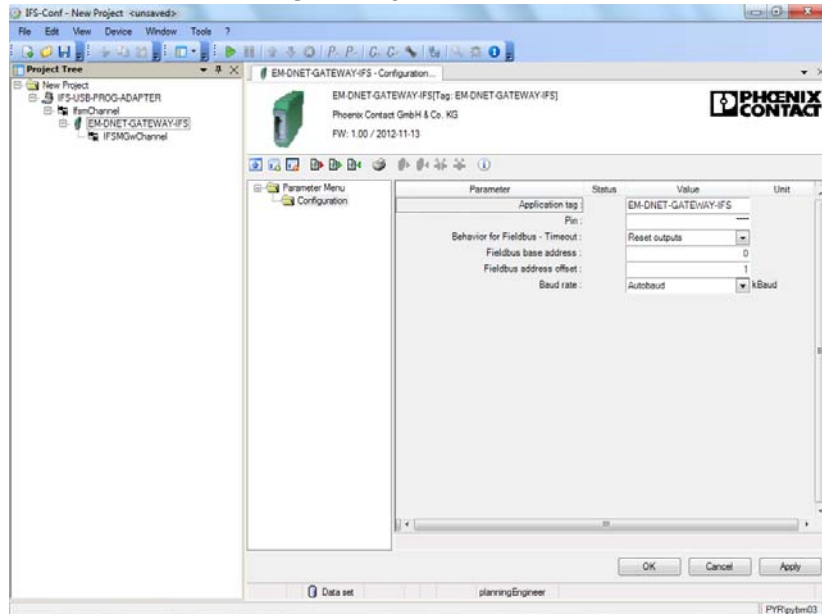 IFS-Conf - New Project <unsaved>
File Edit View Device Window Tools ?
Project Tree
New Project
IFS-USB-PROG-ADAPTER
IfsmChannel
EM-DNET-GATEWAY-IFS
IFSMGwChannel
EM-DNET-GATEWAY-IFS - Configuration...
EM-DNET-GATEWAY-IFS[Tag: EM-DNET-GATEWAY-IFS]
Phoenix Contact GmbH & Co. KG
FW: 1.00 / 2012-11-13
PHOENIX
CONTACT
Parameter Menu
Configuration
Parameter Status Value Unit
Application tag : EM-DNET-GATEWAY-IFS
Pin : ****
Behavior for Fieldbus - Timeout : Reset outputs
Fieldbus base address : 0
Fieldbus address offset : 1
Baud rate : Autobaud kBaud
OK Cancel Apply
Data set planningEngineer
PYR\pybm03